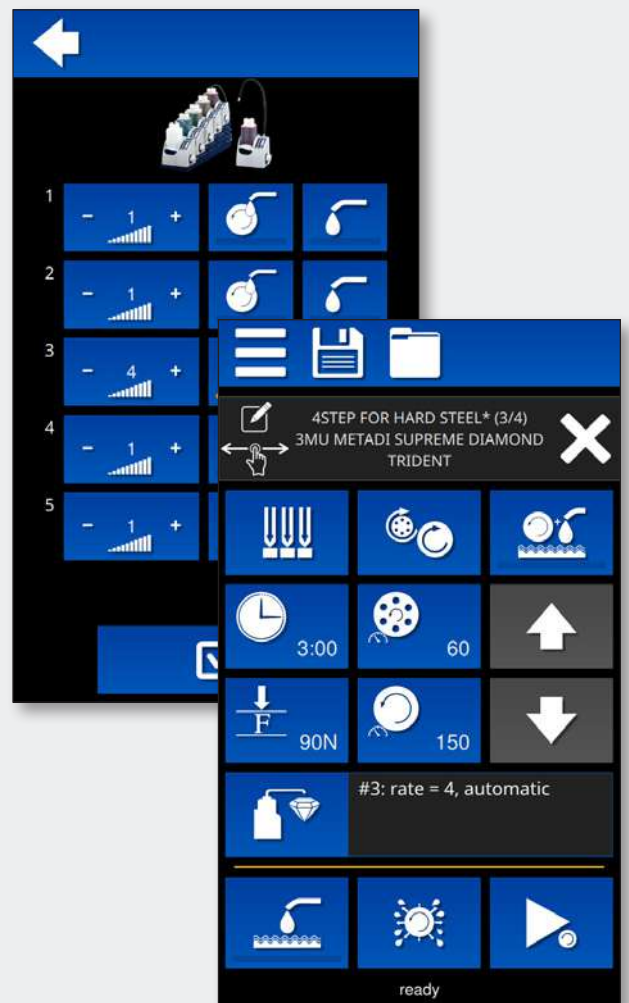 1
- 1 +
2
- 1 +
3
- 4 +
4
- 1 +
5
- 1 +
4STEP FOR HARD STEEL* (3/4)
3MU METADI SUPREME DIAMOND
TRIDENT
3:00
60
F
90N
150
#3: rate = 4, automatic
ready